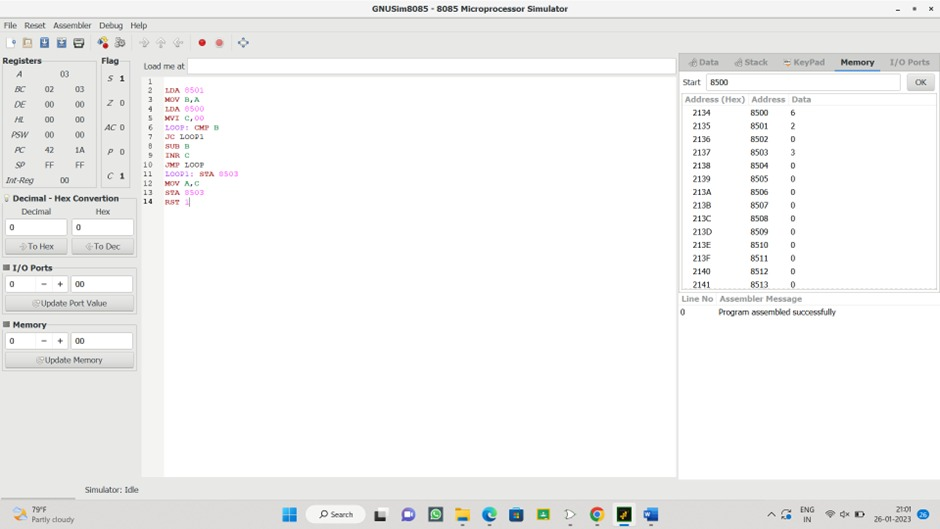 GNUSim8085 - 8085 Microprocessor Simulator
File Reset Assembler Debug Help
Registers Flag
A 03
BC 02 03
DE 00 00
HL 00 00
PSW 00 00
PC 42 1A
SP FF FF
Int-Reg 00
S 1
Z 0
AC 0
P 0
C 1
Decimal - Hex Convertion
Decimal Hex
0 0
To Hex To Dec
I/O Ports
0 − + 00
Update Port Value
Memory
0 − + 00
Update Memory
Load me at
1
2 LDA 8501
3 MOV B,A
4 LDA 8500
5 MVI C,00
6 LOOP: CMP B
7 JC LOOP1
8 SUB B
9 INR C
10 JMP LOOP
11 LOOP1: STA 8503
12 MOV A,C
13 STA 8503
14 RST 1
Data Stack KeyPad Memory I/O Ports
Start 8500 OK
Address (Hex) Address Data
2134 8500 6
2135 8501 2
2136 8502 0
2137 8503 3
2138 8504 0
2139 8505 0
213A 8506 0
213B 8507 0
213C 8508 0
213D 8509 0
213E 8510 0
213F 8511 0
2140 8512 0
2141 8513 0
Line No Assembler Message
0 Program assembled successfully
Simulator: Idle
79°F
Partly cloudy
Search
ENG
IN
21:01
26-01-2023
26